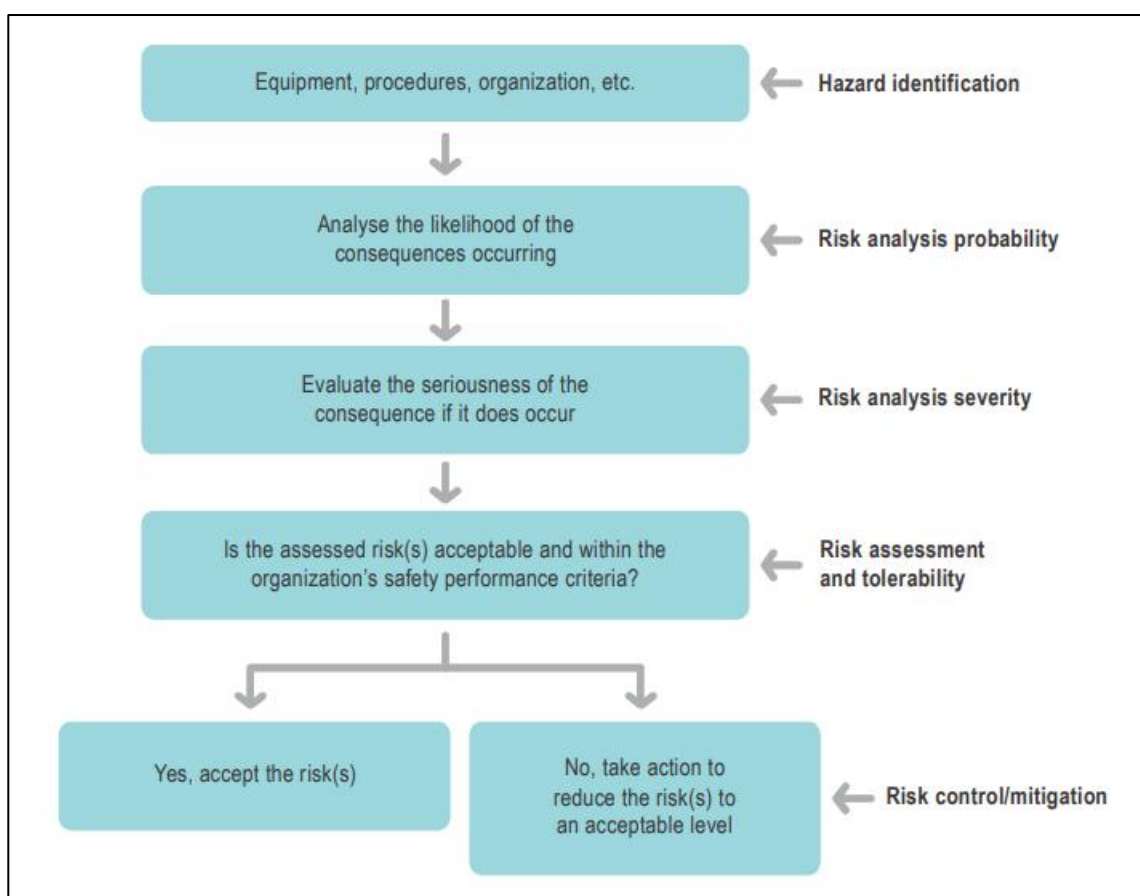 Equipment, procedures, organization, etc.
Hazard identification
Analyse the likelihood of the
consequences occurring
Risk analysis probability
Evaluate the seriousness of the
consequence if it does occur
Risk analysis severity
Is the assessed risk(s) acceptable and within the
organization's safety performance criteria?
Risk assessment
and tolerability
Yes, accept the risk(s)
No, take action to
reduce the risk(s) to
an acceptable level
Risk control/mitigation